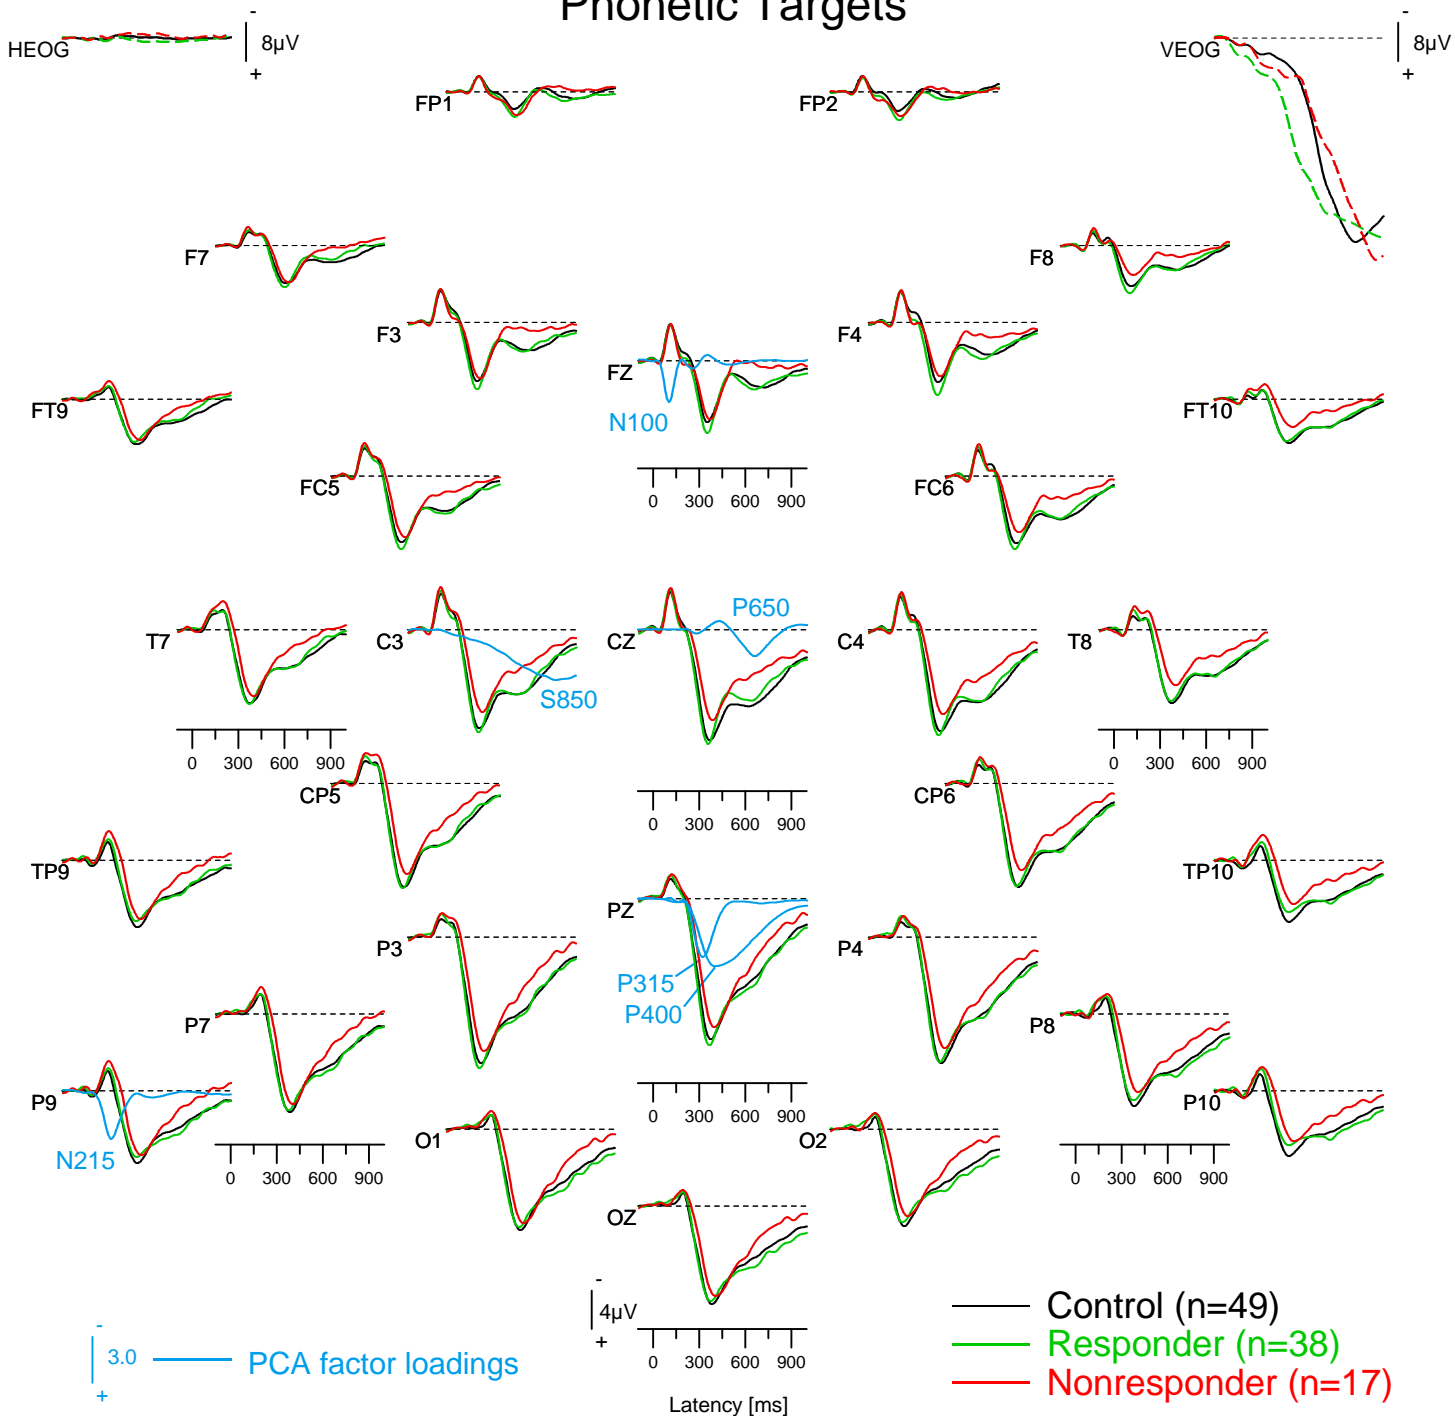 Phonetic Targets
-
HEOG
8µV
+
-
VEOG
8µV
+
FP1
FP2
F7
F8
F3
FZ
F4
N100
FT9
FT10
0 300 600 900
FC5
FC6
T7
C3
CZ
P650
C4
T8
S850
0 300 600 900
0 300 600 900
0 300 600 900
CP5
CP6
TP9
TP10
P3
PZ
P4
P315
P400
P7
P8
P9
P10
N215
0 300 600 900
0 300 600 900
0 300 600 900
O1
O2
OZ
-
4µV
+
0 300 600 900
Latency [ms]
-
3.0
+
PCA factor loadings
Control (n=49)
Responder (n=38)
Nonresponder (n=17)